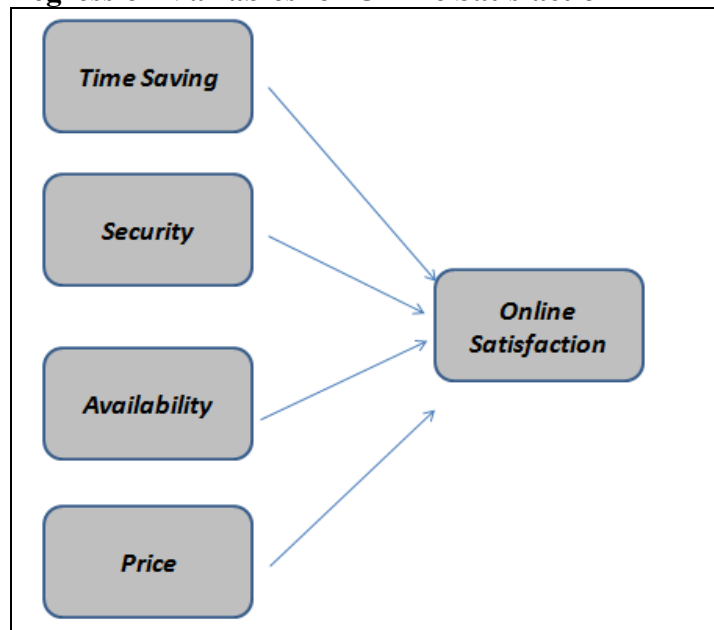 Time Saving
Security
Online
Satisfaction
Availability
Price